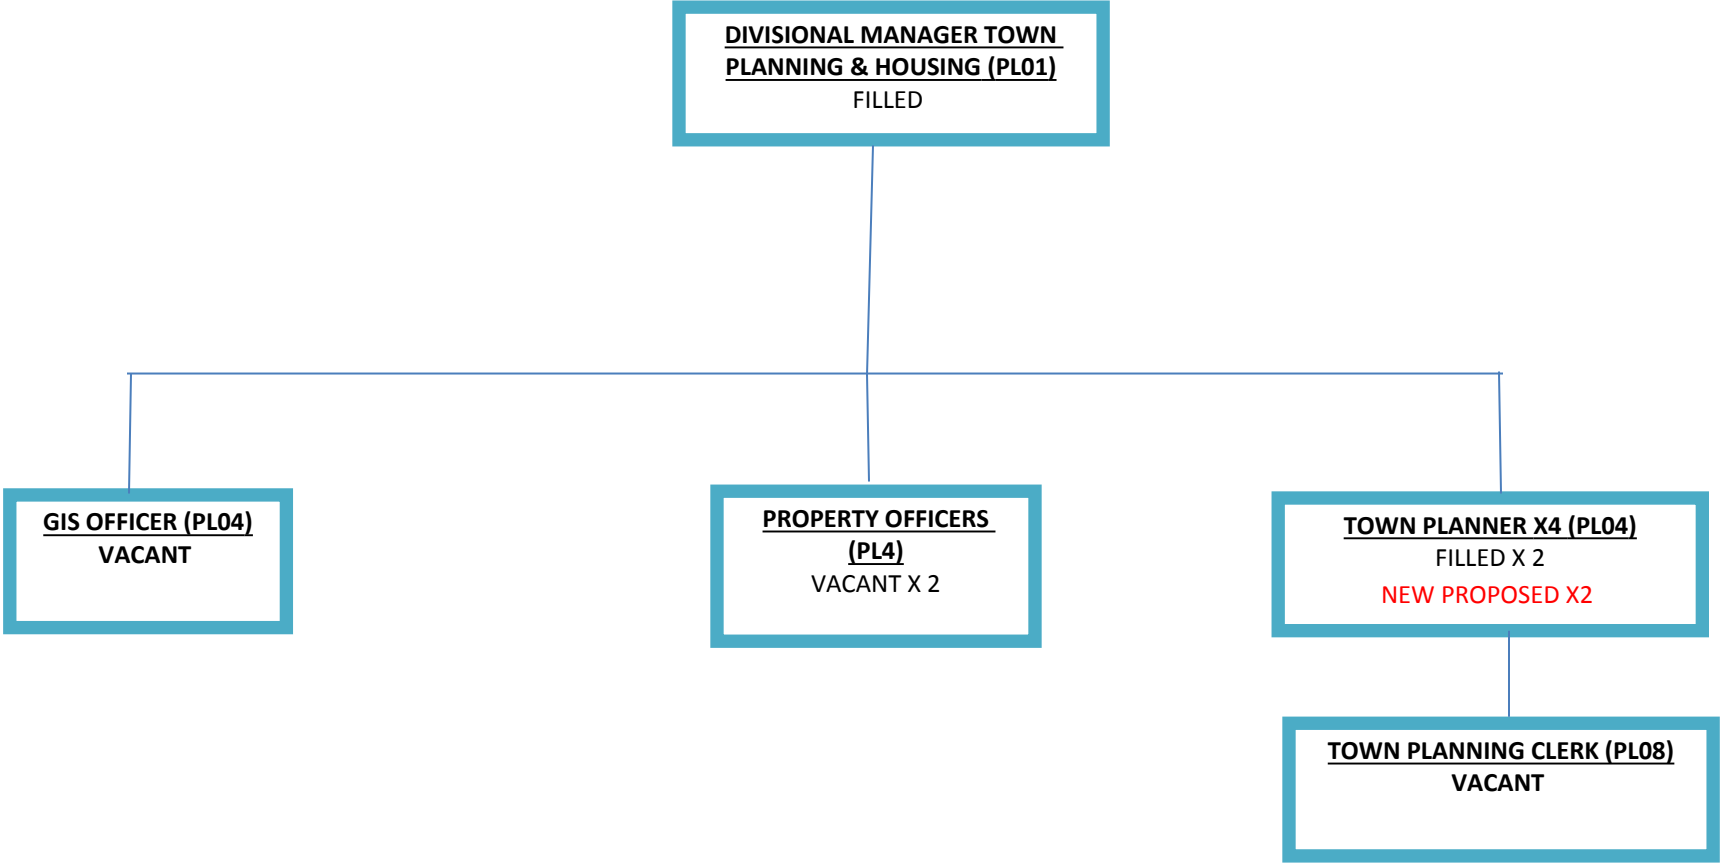 DIVISIONAL MANAGER TOWN
PLANNING & HOUSING (PL01)
FILLED
GIS OFFICER (PL04)
VACANT
PROPERTY OFFICERS
(PL4)
VACANT X 2
TOWN PLANNER X4 (PL04)
FILLED X 2
NEW PROPOSED X2
TOWN PLANNING CLERK (PL08)
VACANT